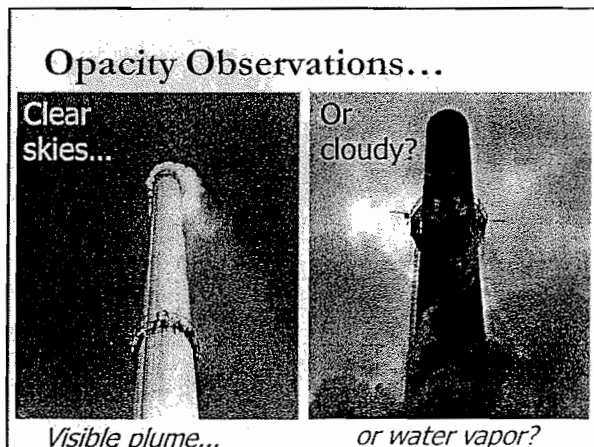 Opacity Observations...
Clear
skies...
Or
cloudy?
Visible plume...
or water vapor?